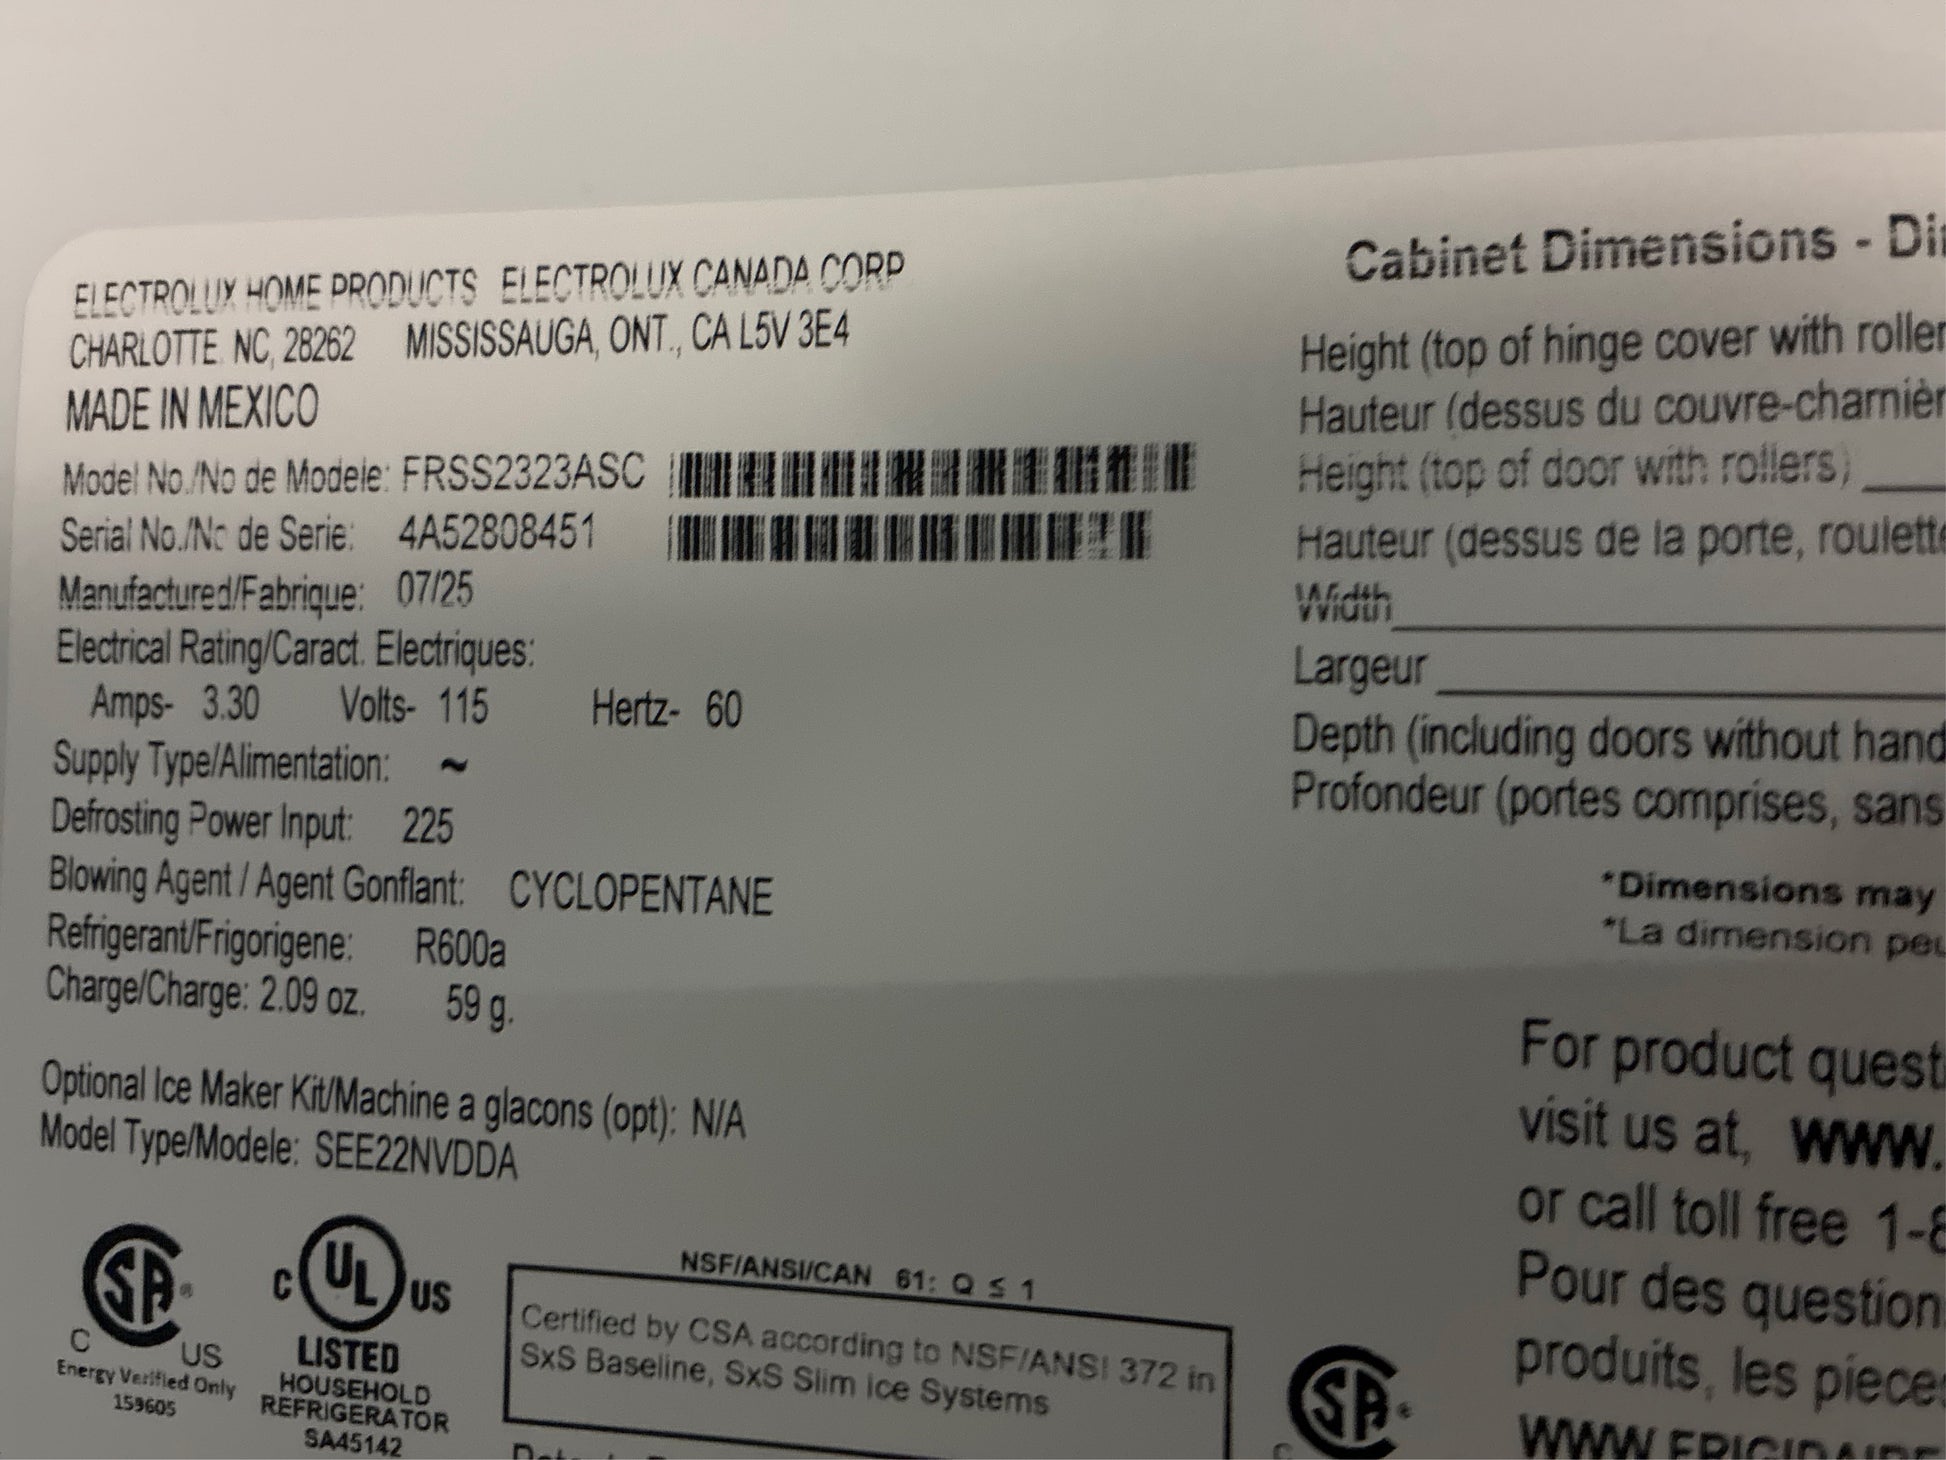 ELECTROLUX HOME PRODUCTS ELECTROLUX CANADA CORP
CHARLOTTE NC, 28262 MISSISSAUGA, ONT., CA L5V 3E4
MADE IN MEXICO
Model No./No de Modele: FRSS2323ASC
Serial No./No de Serie: 4A52808451
Manufactured/Fabrique: 07/25
Electrical Rating/Caract. Electriques:
Amps- 3.30 Volts- 115 Hertz- 60
Supply Type/Alimentation: ~
Defrosting Power Input: 225
Blowing Agent / Agent Gonflant: CYCLOPENTANE
Refrigerant/Frigorigene: R600a
Charge/Charge: 2.09 oz. 59 g.
Optional Ice Maker Kit/Machine a glacons (opt): N/A
Model Type/Modele: SEE22NVDDA
CSA®
C US
Energy Verified Only
159605
C UL US
LISTED
HOUSEHOLD
REFRIGERATOR
SA45142
NSF/ANSI/CAN 61: Q ≤ 1
Certified by CSA according to NSF/ANSI 372 in
SxS Baseline, SxS Slim Ice Systems
CSA®
Cabinet Dimensions - Di
Height (top of hinge cover with roller
Hauteur (dessus du couvre-charnièr
Height (top of door with rollers)
Hauteur (dessus de la porte, roulett
Width
Largeur
Depth (including doors without hand
Profondeur (portes comprises, sans
*Dimensions may
*La dimension peu
For product quest
visit us at, www.
or call toll free 1-8
Pour des question
produits, les piece
WWW.FRIGIDAIRE